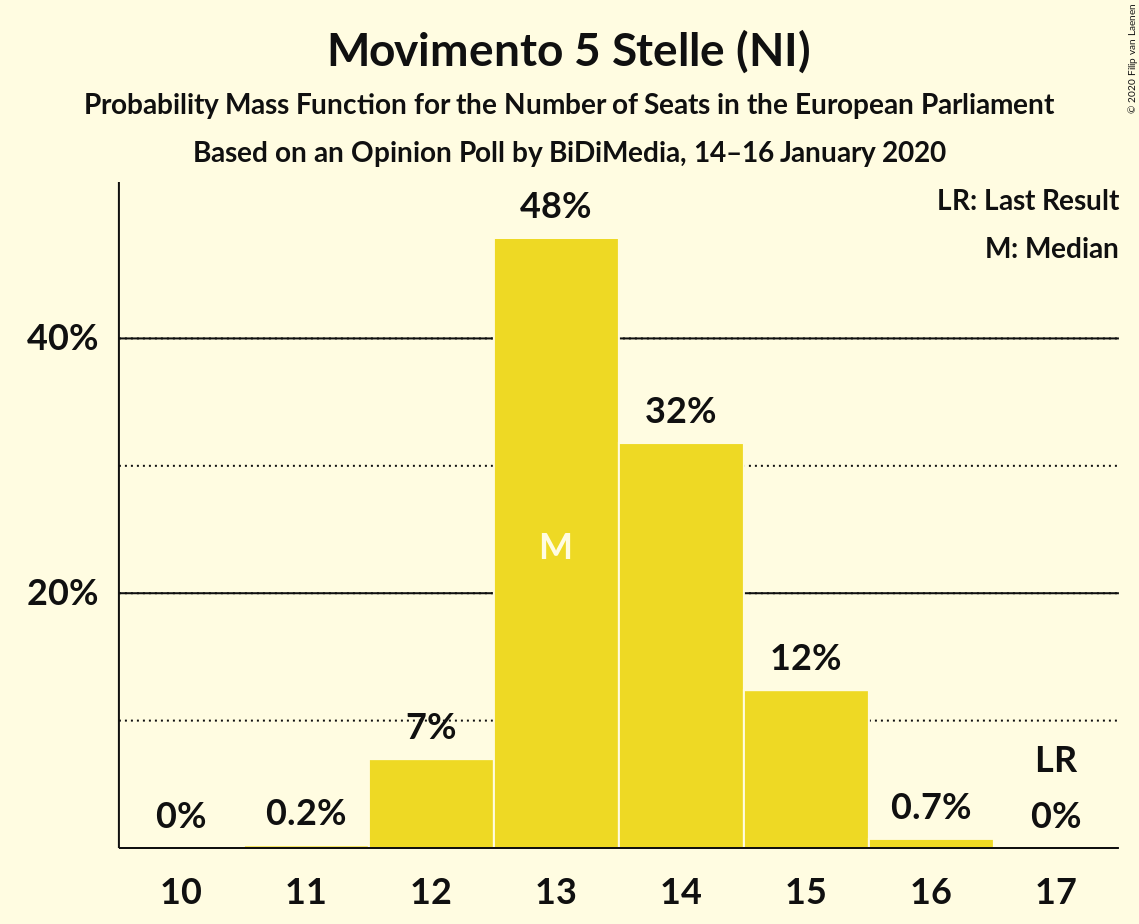 Movimento 5 Stelle (NI)
Probability Mass Function for the Number of Seats in the European Parliament
Based on an Opinion Poll by BiDiMedia, 14–16 January 2020
© 2020 Filip van Laenen
LR: Last Result
M: Median
48%
40%
32%
M
20%
12%
7%
LR
0%
0.2%
0.7%
0%
10 11 12 13 14 15 16 17